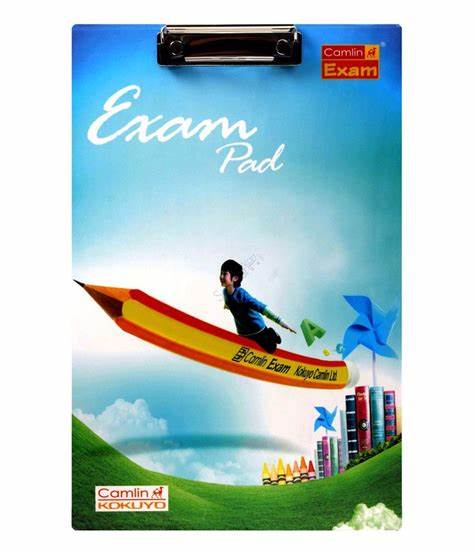 Camlin
Exam
Exam
Pad
A
Camlin Exam Kokuyo Camlin Ltd.
Camlin
KOKUYO